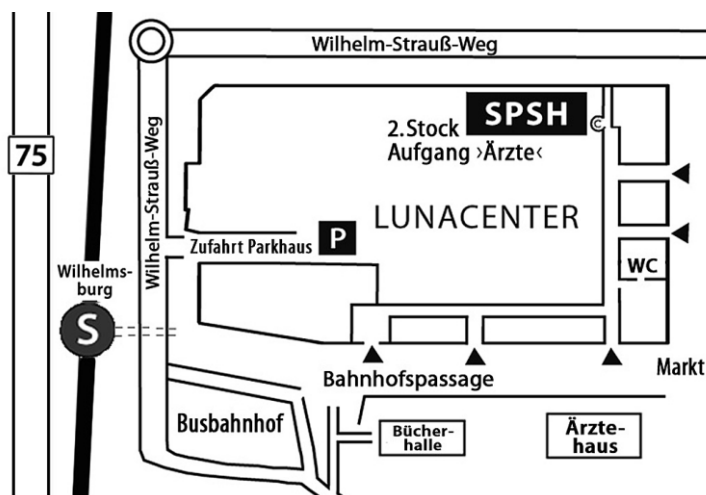 Wilhelm-Strauß-Weg
SPSH
2.Stock
Aufgang ›Ärzte‹
75
Wilhelm-Strauß-Weg
LUNACENTER
Zufahrt Parkhaus
P
Wilhelms-
burg
WC
S
Markt
Bahnhofspassage
Busbahnhof
Bücher-
halle
Ärzte-
haus